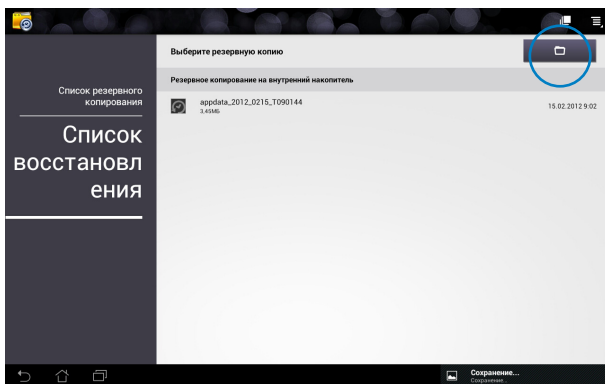 Выберите резервную копию
Список резервного
копирования
Список
восстановл
ения
Резервное копирование на внутренний накопитель
appdata_2012_0215_T090144
3,45МБ
15.02.2012 9:02
Сохранение...
Сохранение...